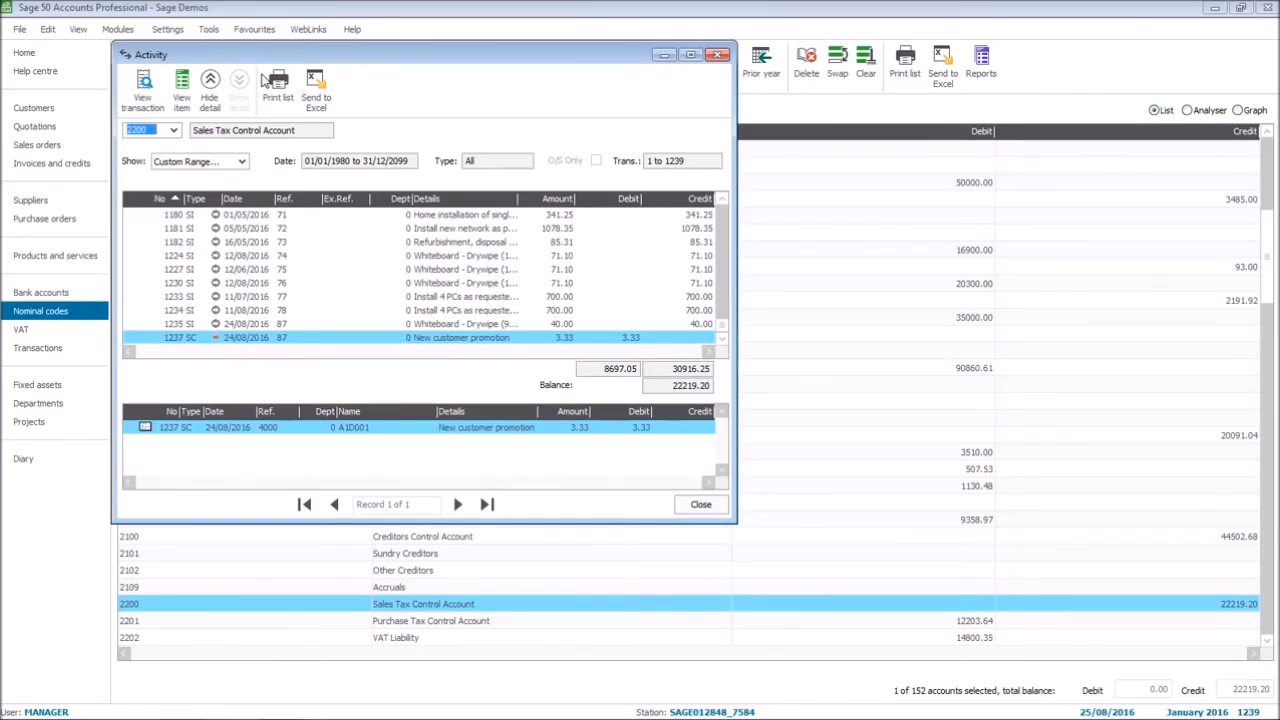 Sage 50 Accounts Professional - Sage Demos
File Edit View Modules Settings Tools Favourites WebLinks Help
Home
Help centre
Customers
Quotations
Sales orders
Invoices and credits
Suppliers
Purchase orders
Products and services
Bank accounts
Nominal codes
VAT
Transactions
Fixed assets
Departments
Projects
Diary
Activity
View transaction View item Hide detail Show detail Print list Send to Excel
2200 Sales Tax Control Account
Show: Custom Range... Date: 01/01/1980 to 31/12/2099 Type: All O/S Only Trans.: 1 to 1239
No Type Date Ref. Ex.Ref. Dept Details Amount Debit Credit
1180 SI 01/05/2016 71 0 Home installation of singl... 341.25 341.25
1181 SI 05/05/2016 72 0 Install new network as p... 1078.35 1078.35
1182 SI 16/05/2016 73 0 Refurbishment, disposal ... 85.31 85.31
1224 SI 12/08/2016 74 0 Whiteboard - Drywipe (1... 71.10 71.10
1227 SI 12/06/2016 75 0 Whiteboard - Drywipe (1... 71.10 71.10
1230 SI 12/08/2016 76 0 Whiteboard - Drywipe (1... 71.10 71.10
1233 SI 11/07/2016 77 0 Install 4 PCs as requeste... 700.00 700.00
1234 SI 11/08/2016 78 0 Install 4 PCs as requeste... 700.00 700.00
1235 SI 24/08/2016 87 0 Whiteboard - Drywipe (9... 40.00 40.00
1237 SC 24/08/2016 87 0 New customer promotion 3.33 3.33
8697.05 30916.25
Balance: 22219.20
No Type Date Ref. Dept Name Details Amount Debit Credit
1237 SC 24/08/2016 4000 0 A1D001 New customer promotion 3.33 3.33
Record 1 of 1
Close
Prior year Delete Swap Clear Print list Send to Excel Reports
List Analyser Graph
Debit Credit
50000.00
3485.00
16900.00
93.00
20300.00
2191.92
35000.00
90860.61
20091.04
3510.00
507.53
1130.48
9358.97
2100 Creditors Control Account 44502.68
2101 Sundry Creditors
2102 Other Creditors
2109 Accruals
2200 Sales Tax Control Account 22219.20
2201 Purchase Tax Control Account 12203.64
2202 VAT Liability 14800.35
1 of 152 accounts selected, total balance: Debit 0.00 Credit 22219.20
User: MANAGER Station: SAGE012848_7584 25/08/2016 January 2016 1239